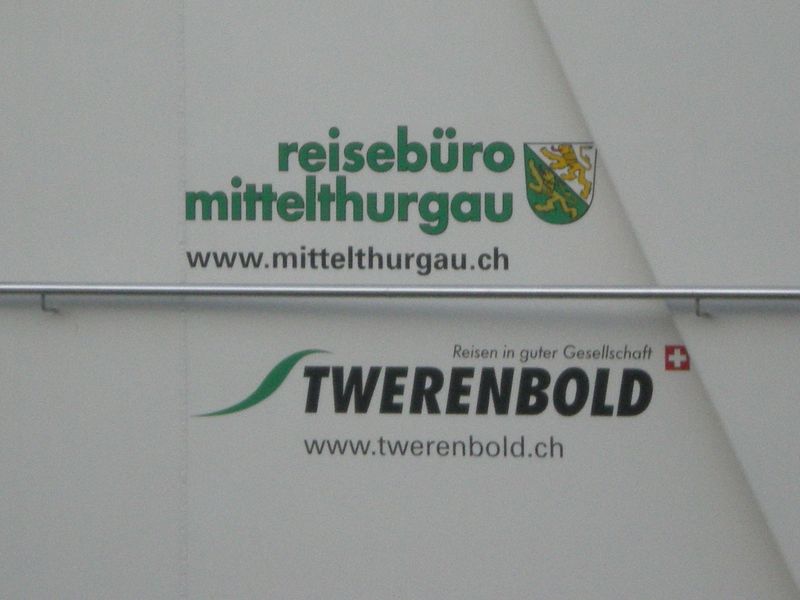 reisebüro
mittelthurgau
www.mittelthurgau.ch
Reisen in guter Gesellschaft
TWERENBOLD
www.twerenbold.ch